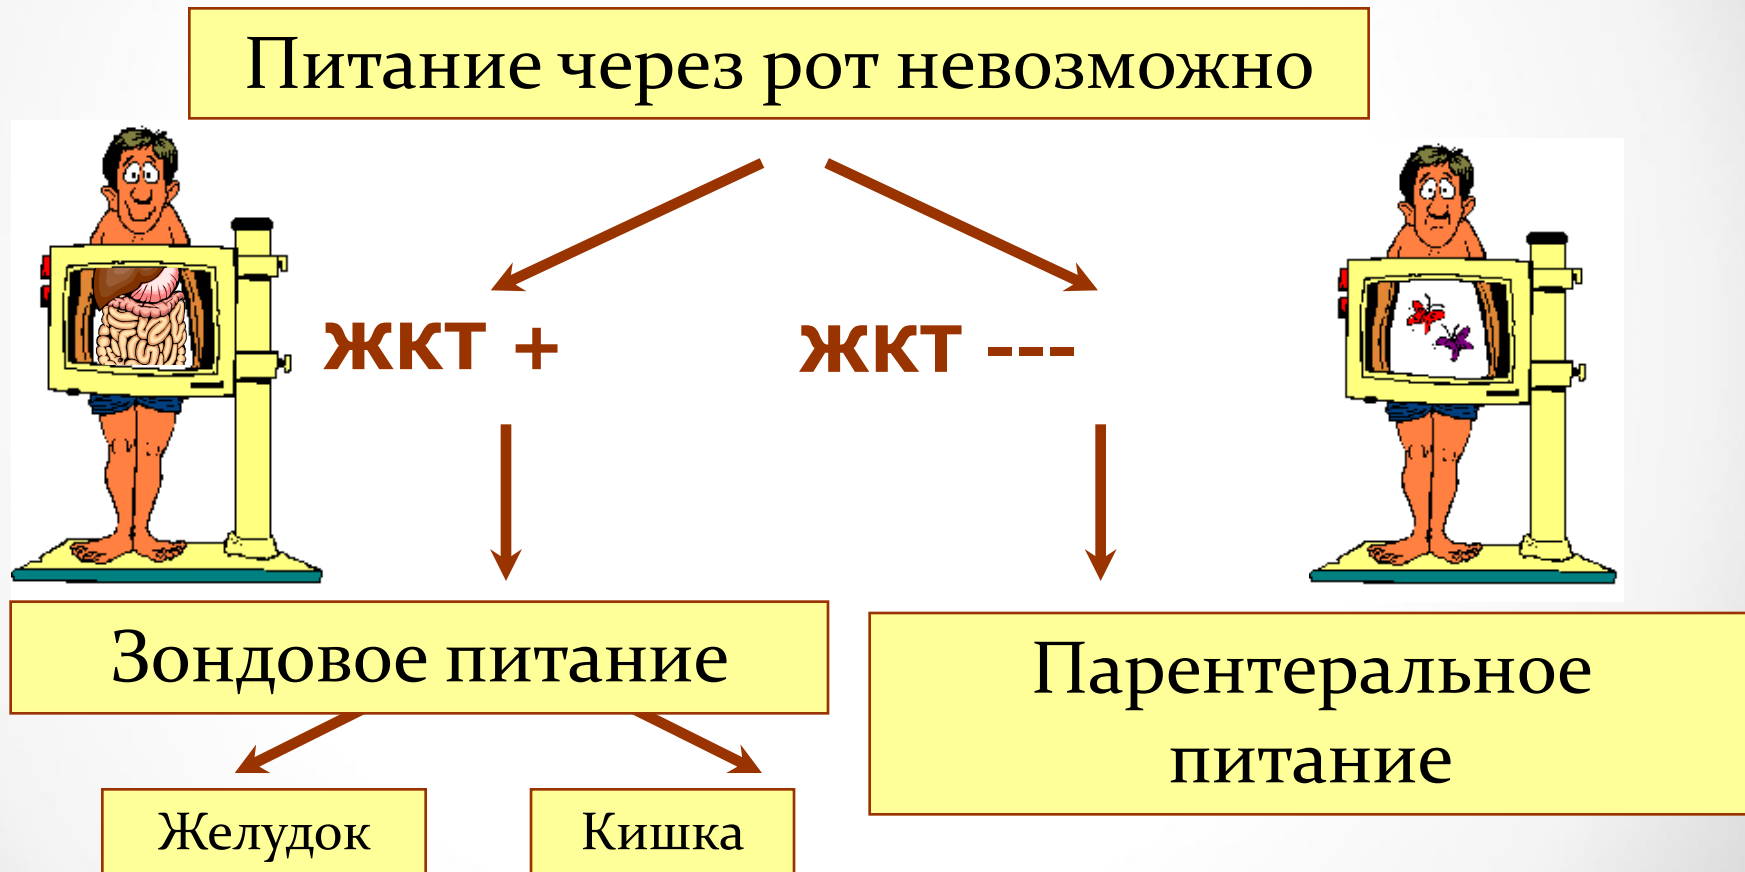 Питание через рот невозможно
ЖКТ +
ЖКТ ---
Зондовое питание
Парентеральное
питание
Желудок
Кишка